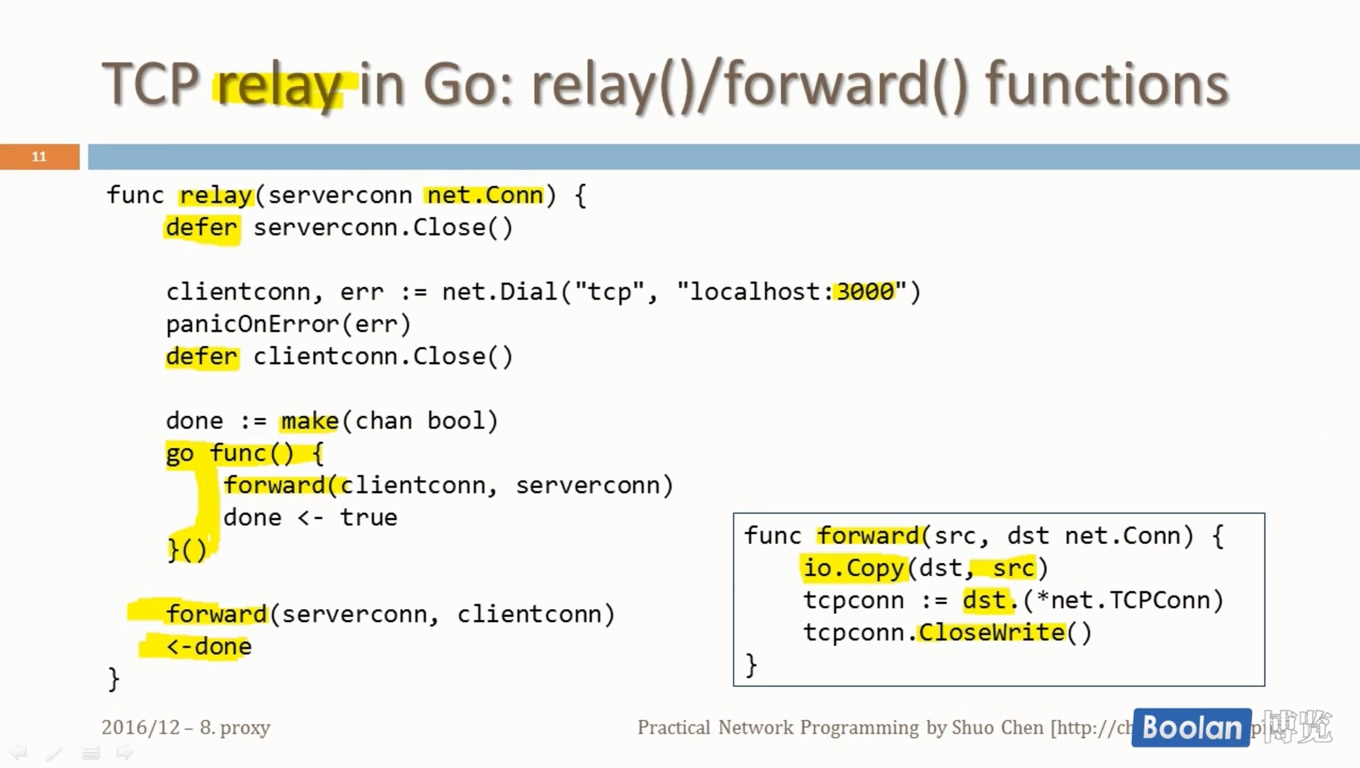 TCP relay in Go: relay()/forward() functions
11
func relay(serverconn net.Conn) {
defer serverconn.Close()
clientconn, err := net.Dial("tcp", "localhost:3000")
panicOnError(err)
defer clientconn.Close()
done := make(chan bool)
go func() {
forward(clientconn, serverconn)
done <- true
}()
forward(serverconn, clientconn)
<-done
}
func forward(src, dst net.Conn) {
io.Copy(dst, src)
tcpconn := dst.(*net.TCPConn)
tcpconn.CloseWrite()
}
2016/12 – 8. proxy
Practical Network Programming by Shuo Chen [http://
Boolan 博览